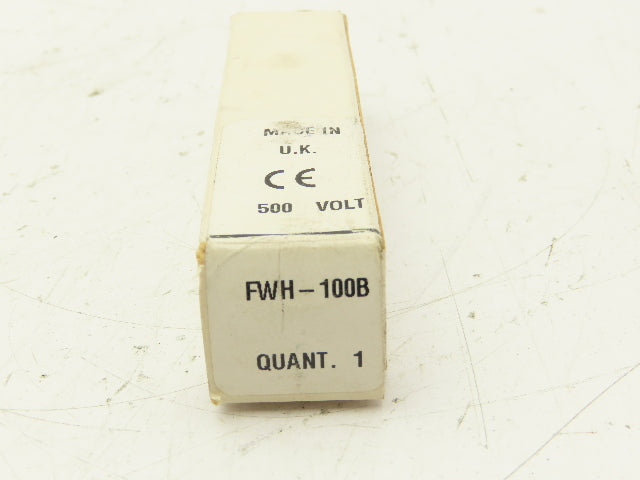 MADE IN
U.K.
CE
500 VOLT
FWH-100B
QUANT. 1